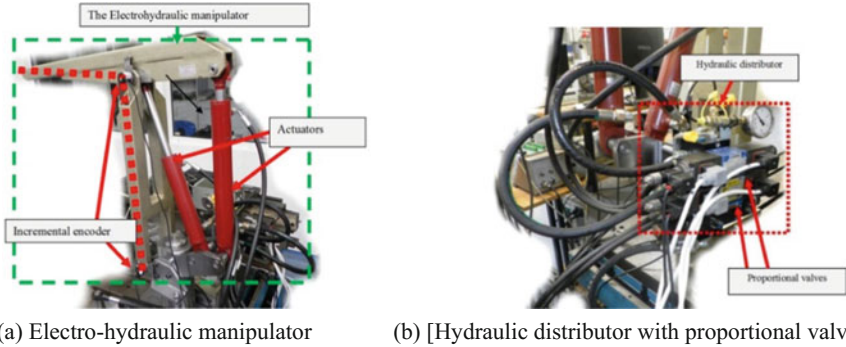 The Electrohydraulic manipulator
Hydraulic distributor
Actuators
Incremental encoder
Proportional valves
(a) Electro-hydraulic manipulator
(b) [Hydraulic distributor with proportional valv